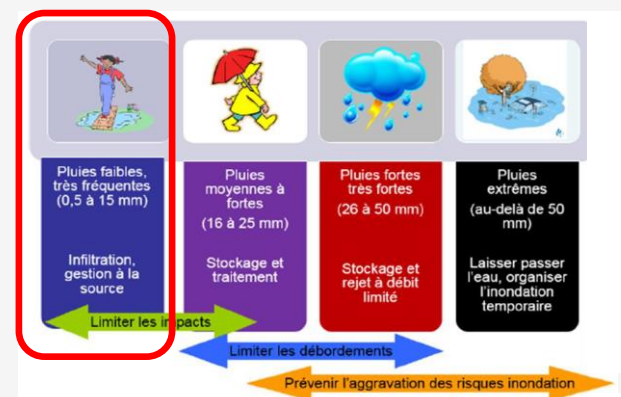 Pluies faibles,
très fréquentes
(0,5 à 15 mm)
Infiltration,
gestion à la
source
Pluies
moyennes à
fortes
(16 à 25 mm)
Stockage et
traitement
Pluies fortes
très fortes
(26 à 50 mm)
Stockage et
rejet à débit
limité
Pluies
extrêmes
(au-delà de 50
mm)
Laisser passer
l'eau, organiser
l'inondation
temporaire
Limiter les impacts
Limiter les débordements
Prévenir l'aggravation des risques inondation